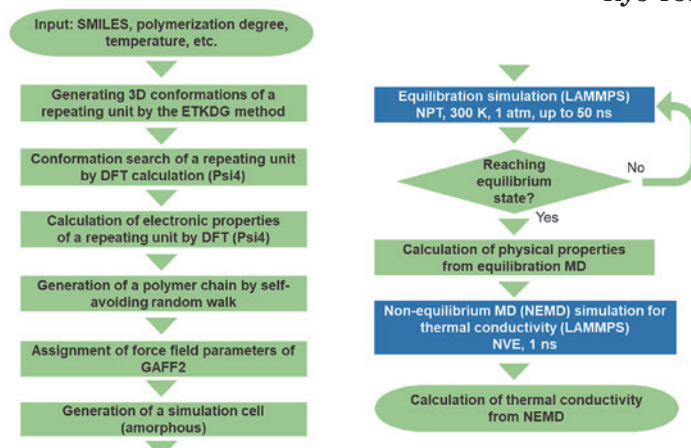 Input: SMILES, polymerization degree,
temperature, etc.
Generating 3D conformations of a
repeating unit by the ETKDG method
Conformation search of a repeating unit
by DFT calculation (Psi4)
Calculation of electronic properties
of a repeating unit by DFT (Psi4)
Generation of a polymer chain by self-
avoiding random walk
Assignment of force field parameters of
GAFF2
Generation of a simulation cell
(amorphous)
Equilibration simulation (LAMMPS)
NPT, 300 K, 1 atm, up to 50 ns
Reaching
equilibrium
state?
No
Yes
Calculation of physical properties
from equilibration MD
Non-equilibrium MD (NEMD) simulation for
thermal conductivity (LAMMPS)
NVE, 1 ns
Calculation of thermal conductivity
from NEMD